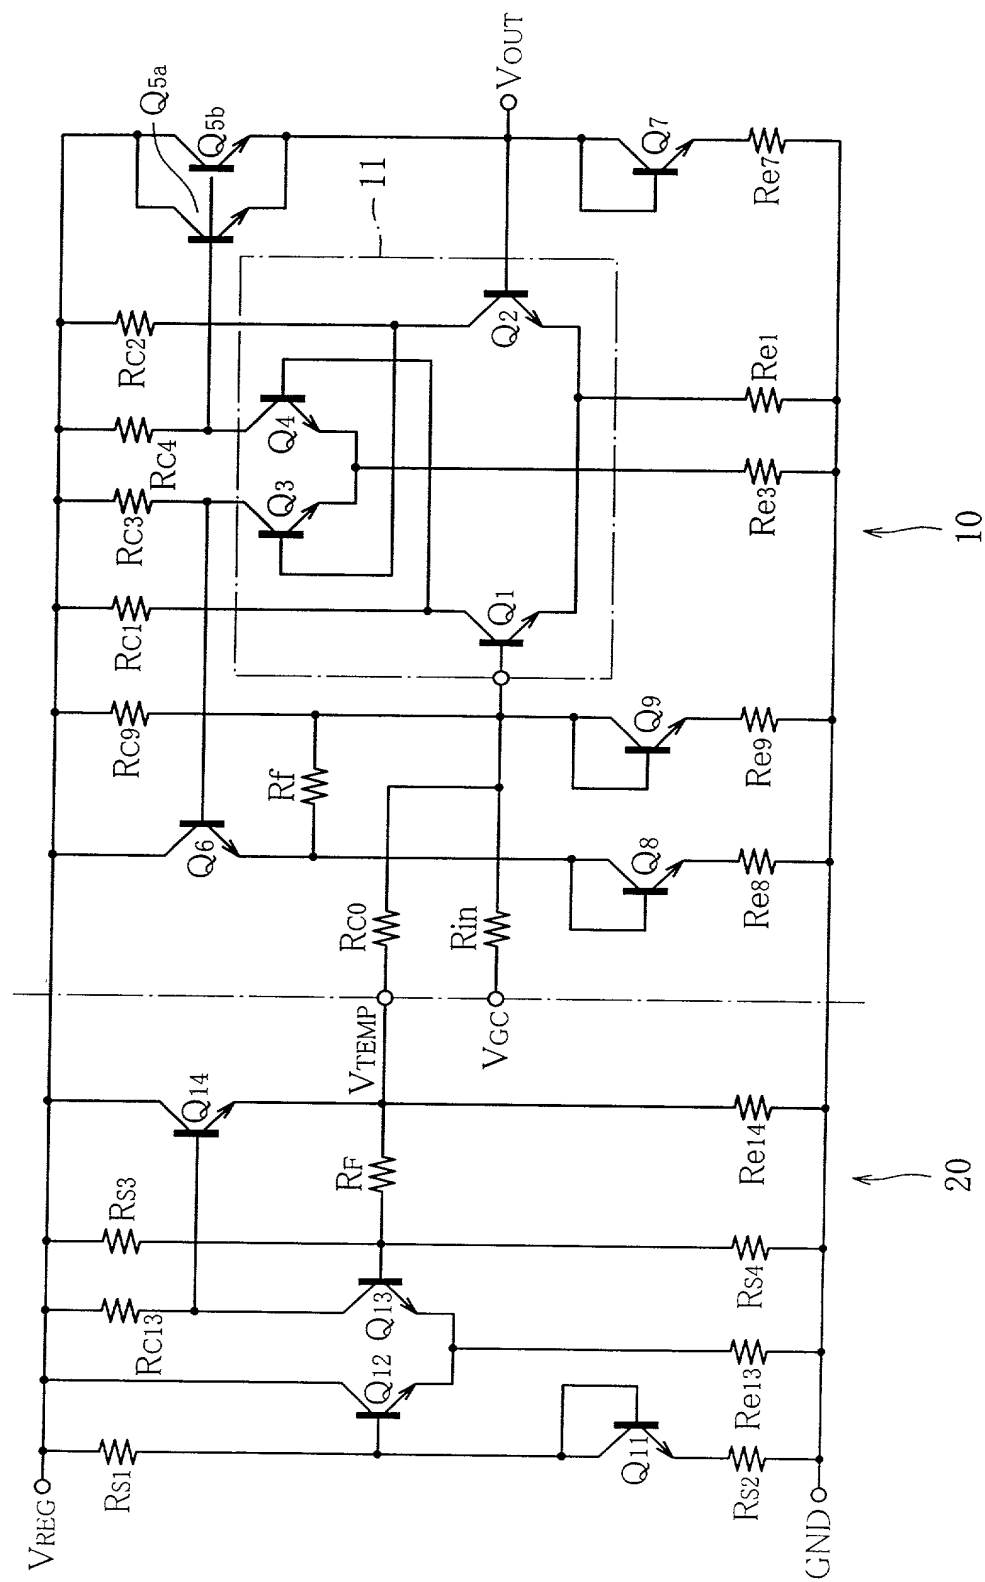 VREG
RS1
RC13
RS3
Q14
VTEMP
RC0
VGC
Rin
Q6
Rf
RC9
RC1
RC3
RC4
RC2
Q5a
Q5b
VOUT
11
Q3
Q4
Q1
Q2
Q12
Q13
RF
Q11
Q8
Q9
Q7
RS2
Re13
RS4
Re14
Re8
Re9
Re3
Re1
Re7
GND
20
10